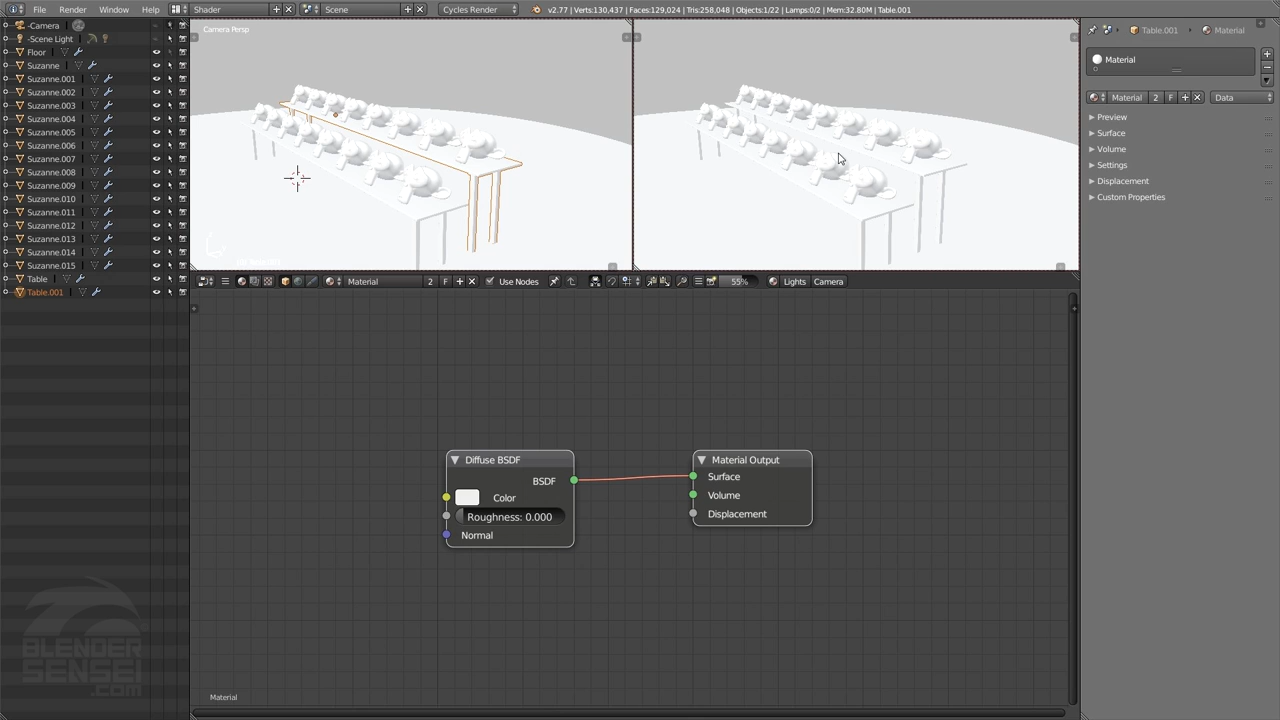 File Render Window Help Shader Scene Cycles Render v2.77 | Verts:130,437 | Faces:129,024 | Tris:258,048 | Objects:1/22 | Lamps:0/2 | Mem:32.80M | Table.001
-Camera
-Scene Light
Floor
Suzanne
Suzanne.001
Suzanne.002
Suzanne.003
Suzanne.004
Suzanne.005
Suzanne.006
Suzanne.007
Suzanne.008
Suzanne.009
Suzanne.010
Suzanne.011
Suzanne.012
Suzanne.013
Suzanne.014
Suzanne.015
Table
Table.001
Camera Persp
Table.001 Material
Material
Material 2 F Data
Preview
Surface
Volume
Settings
Displacement
Custom Properties
Material 2 F Use Nodes 55% Lights Camera
Diffuse BSDF
BSDF
Color
Roughness: 0.000
Normal
Material Output
Surface
Volume
Displacement
BLENDER
SENSEI
.COM
Material